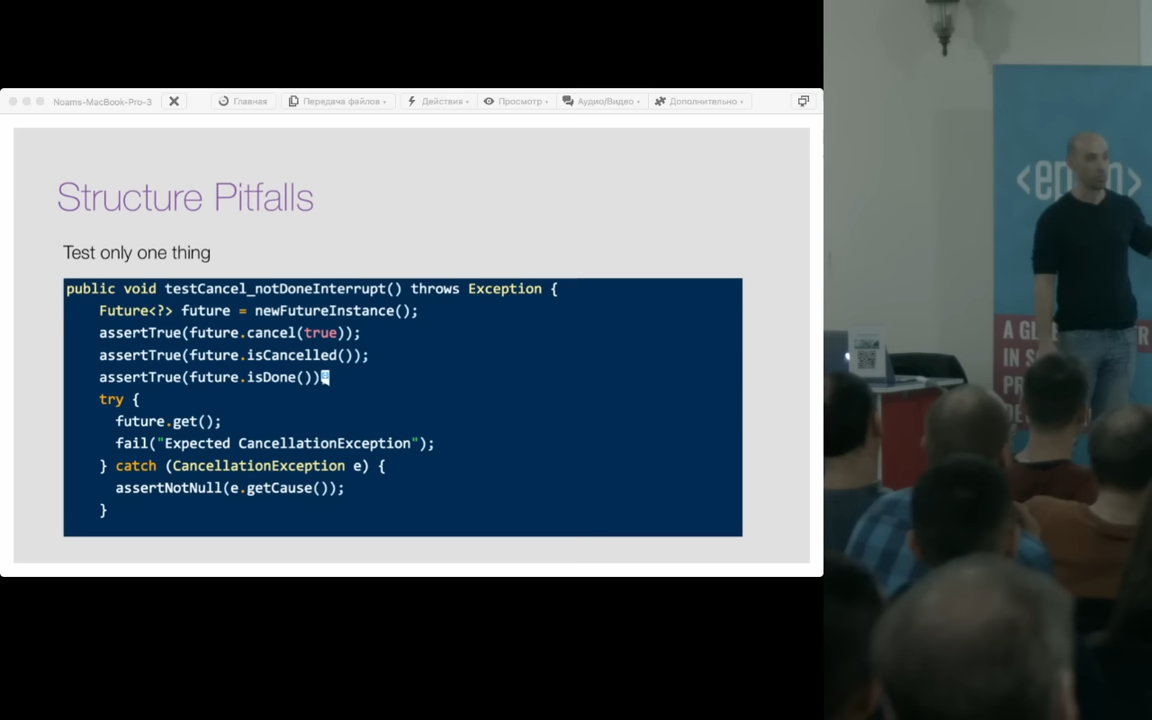 Noams-MacBook-Pro-3
Главная
Передача файлов
Действия
Просмотр
Аудио/Видео
Дополнительно
Structure Pitfalls
Test only one thing
public void testCancel_notDoneInterrupt() throws Exception {
Future<?> future = newFutureInstance();
assertTrue(future.cancel(true));
assertTrue(future.isCancelled());
assertTrue(future.isDone())
try {
future.get();
fail("Expected CancellationException");
} catch (CancellationException e) {
assertNotNull(e.getCause());
}
A GL
IN S
PR